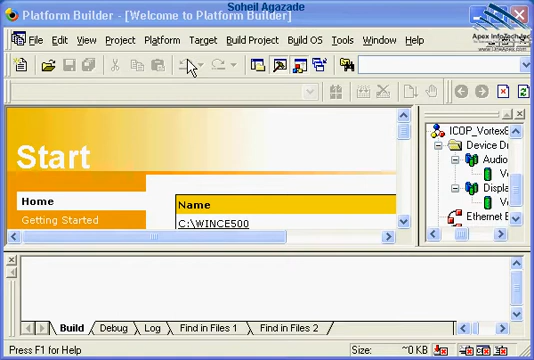 Soheil Agazade
Platform Builder - [Welcome to Platform Builder]
File Edit View Project Platform Target Build Project Build OS Tools Window Help
Apex InfoTech
Start
ICOP_Vortex
Device Dr
Audio
Displa
Ethernet
Home
Getting Started
Name
C:\WINCE500
Build Debug Log Find in Files 1 Find in Files 2
Press F1 for Help
Size: ~0 KB